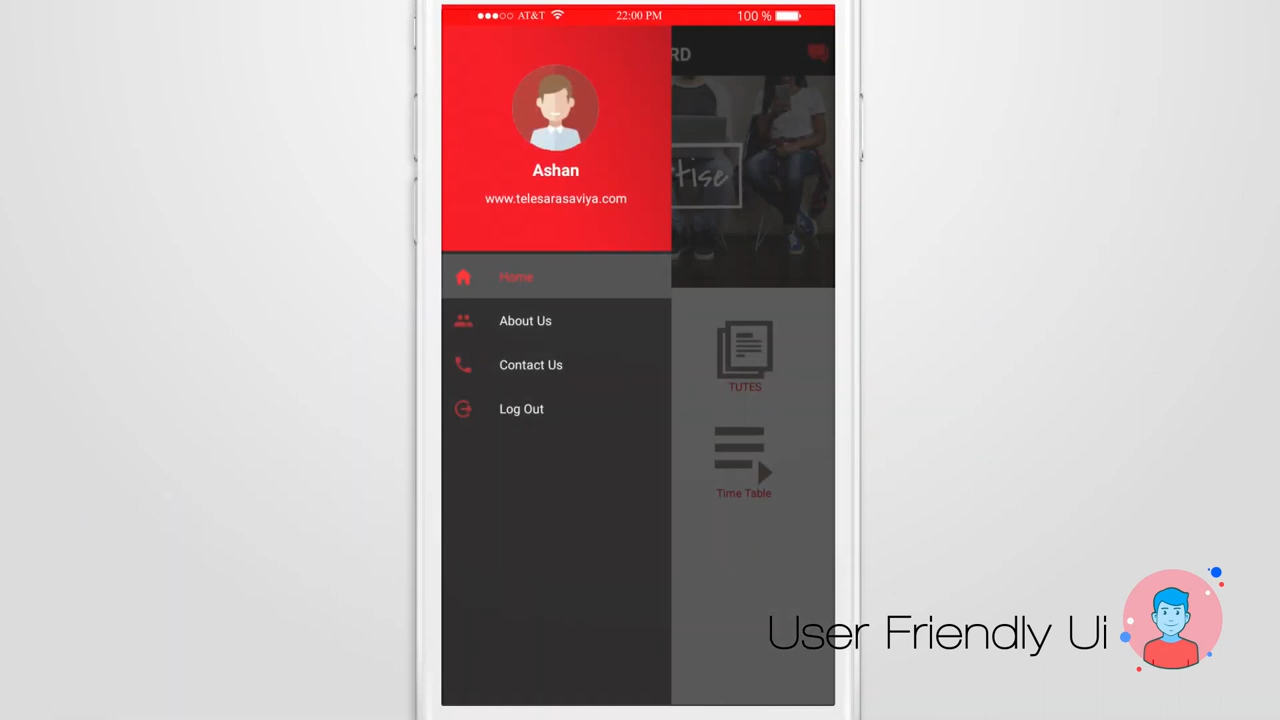 AT&T 22:00 PM 100 %
RD
Ashan
www.telesarasaviya.com
tise
Home
About Us
Contact Us
Log Out
TUTES
Time Table
User Friendly Ui